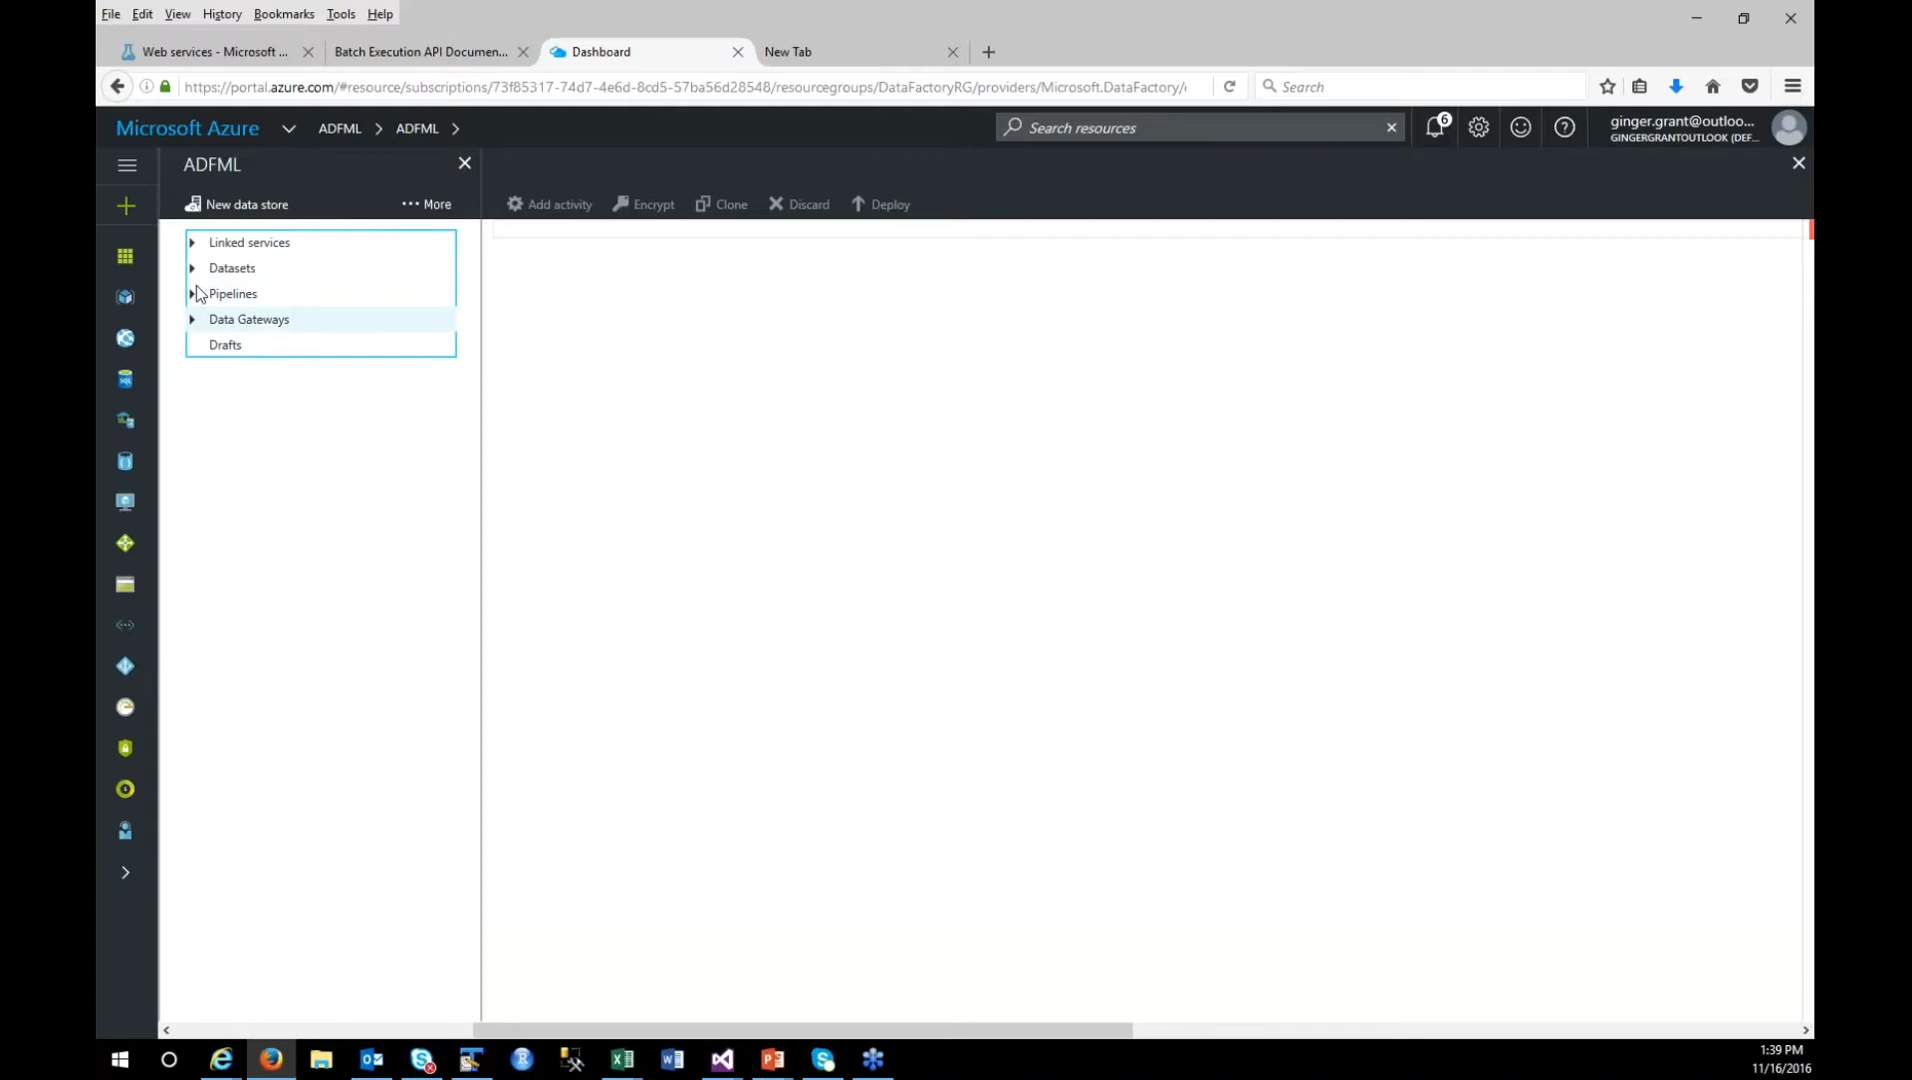 File Edit View History Bookmarks Tools Help
Web services - Microsoft ... Batch Execution API Documen... Dashboard New Tab
https://portal.azure.com/#resource/subscriptions/73f85317-74d7-4e6d-8cd5-57ba56d28548/resourcegroups/DataFactoryRG/providers/Microsoft.DataFactory/ Search
Microsoft Azure ADFML > ADFML > Search resources 6 ginger.grant@outloo...
GINGERGRANTOUTLOOK (DEF...
ADFML
New data store ... More Add activity Encrypt Clone Discard Deploy
Linked services
Datasets
Pipelines
Data Gateways
Drafts
1:39 PM
11/16/2016